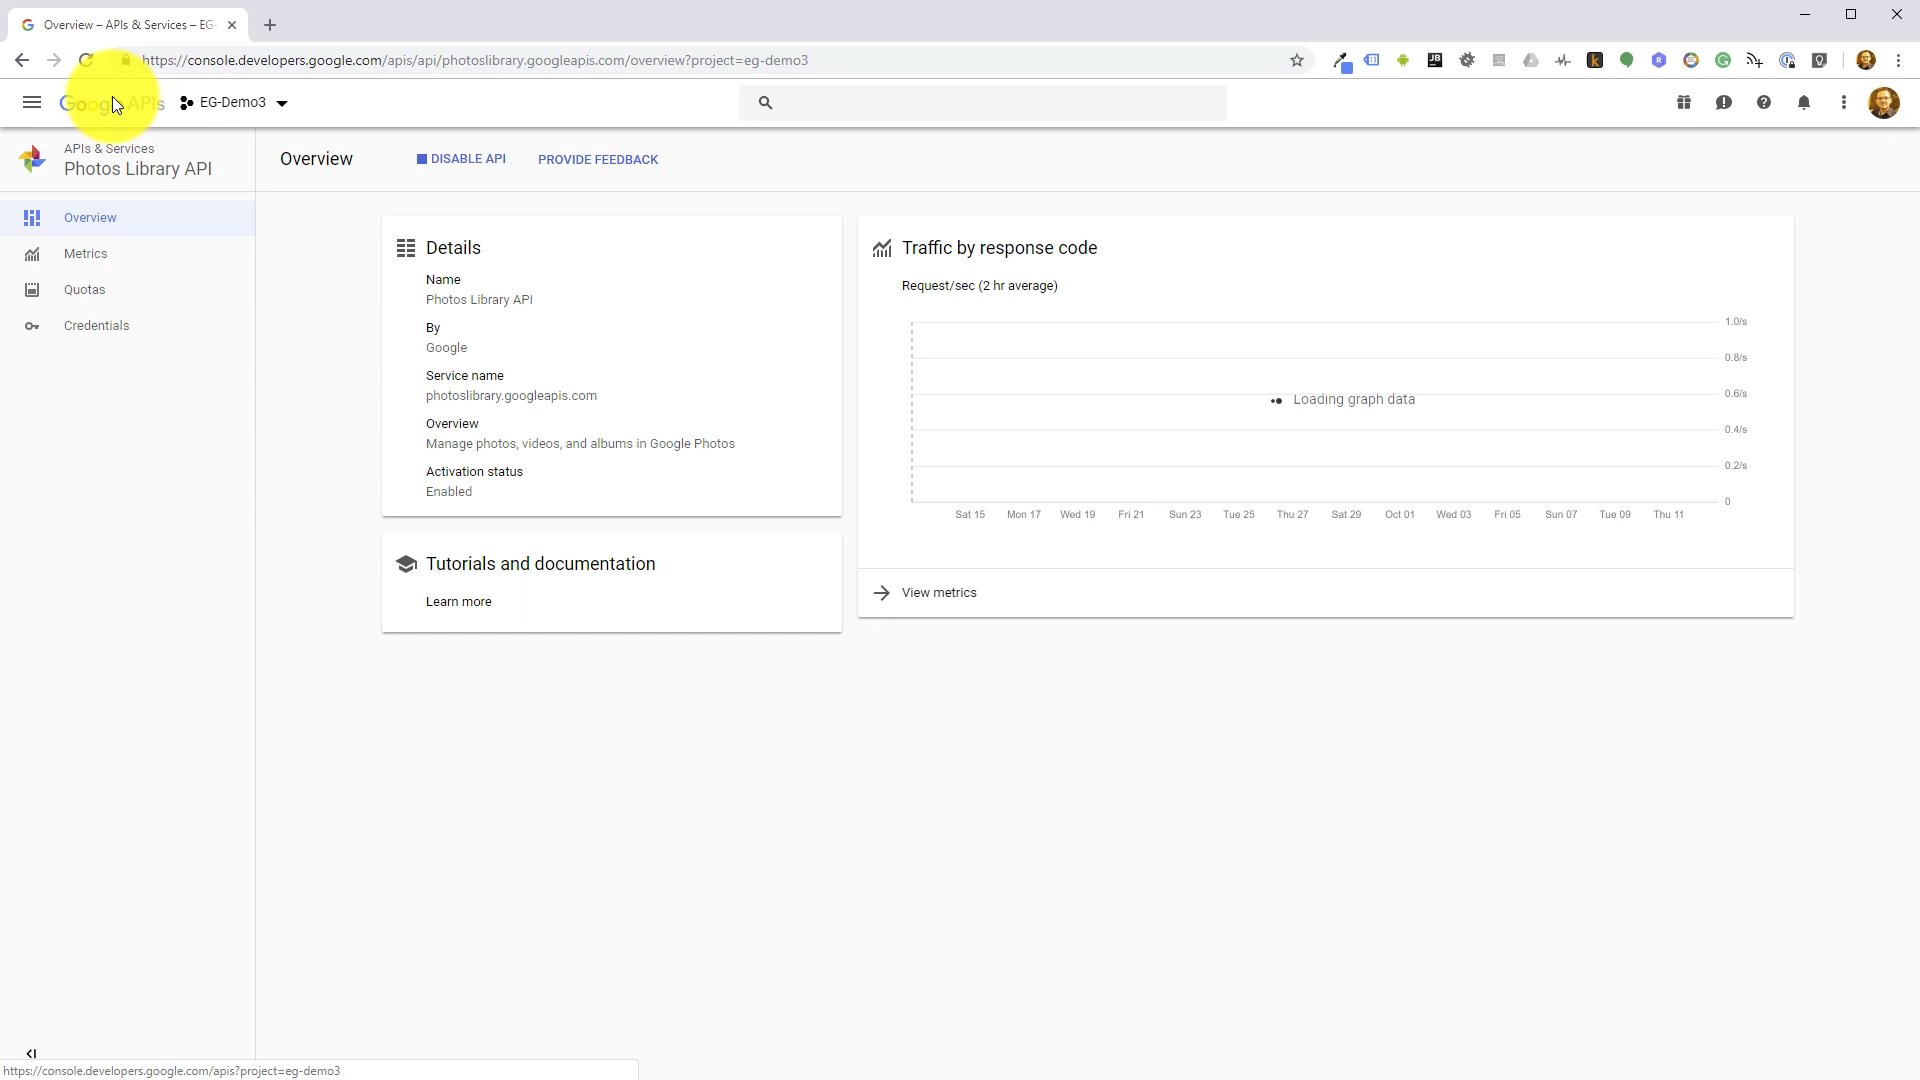 Overview – APIs & Services – EG-
https://console.developers.google.com/apis/api/photoslibrary.googleapis.com/overview?project=eg-demo3
Google APIs
EG-Demo3
APIs & Services
Photos Library API
Overview
DISABLE API
PROVIDE FEEDBACK
Overview
Metrics
Quotas
Credentials
Details
Name
Photos Library API
By
Google
Service name
photoslibrary.googleapis.com
Overview
Manage photos, videos, and albums in Google Photos
Activation status
Enabled
Tutorials and documentation
Learn more
Traffic by response code
Request/sec (2 hr average)
1.0/s
0.8/s
0.6/s
0.4/s
0.2/s
0
Loading graph data
Sat 15 Mon 17 Wed 19 Fri 21 Sun 23 Tue 25 Thu 27 Sat 29 Oct 01 Wed 03 Fri 05 Sun 07 Tue 09 Thu 11
View metrics
https://console.developers.google.com/apis?project=eg-demo3